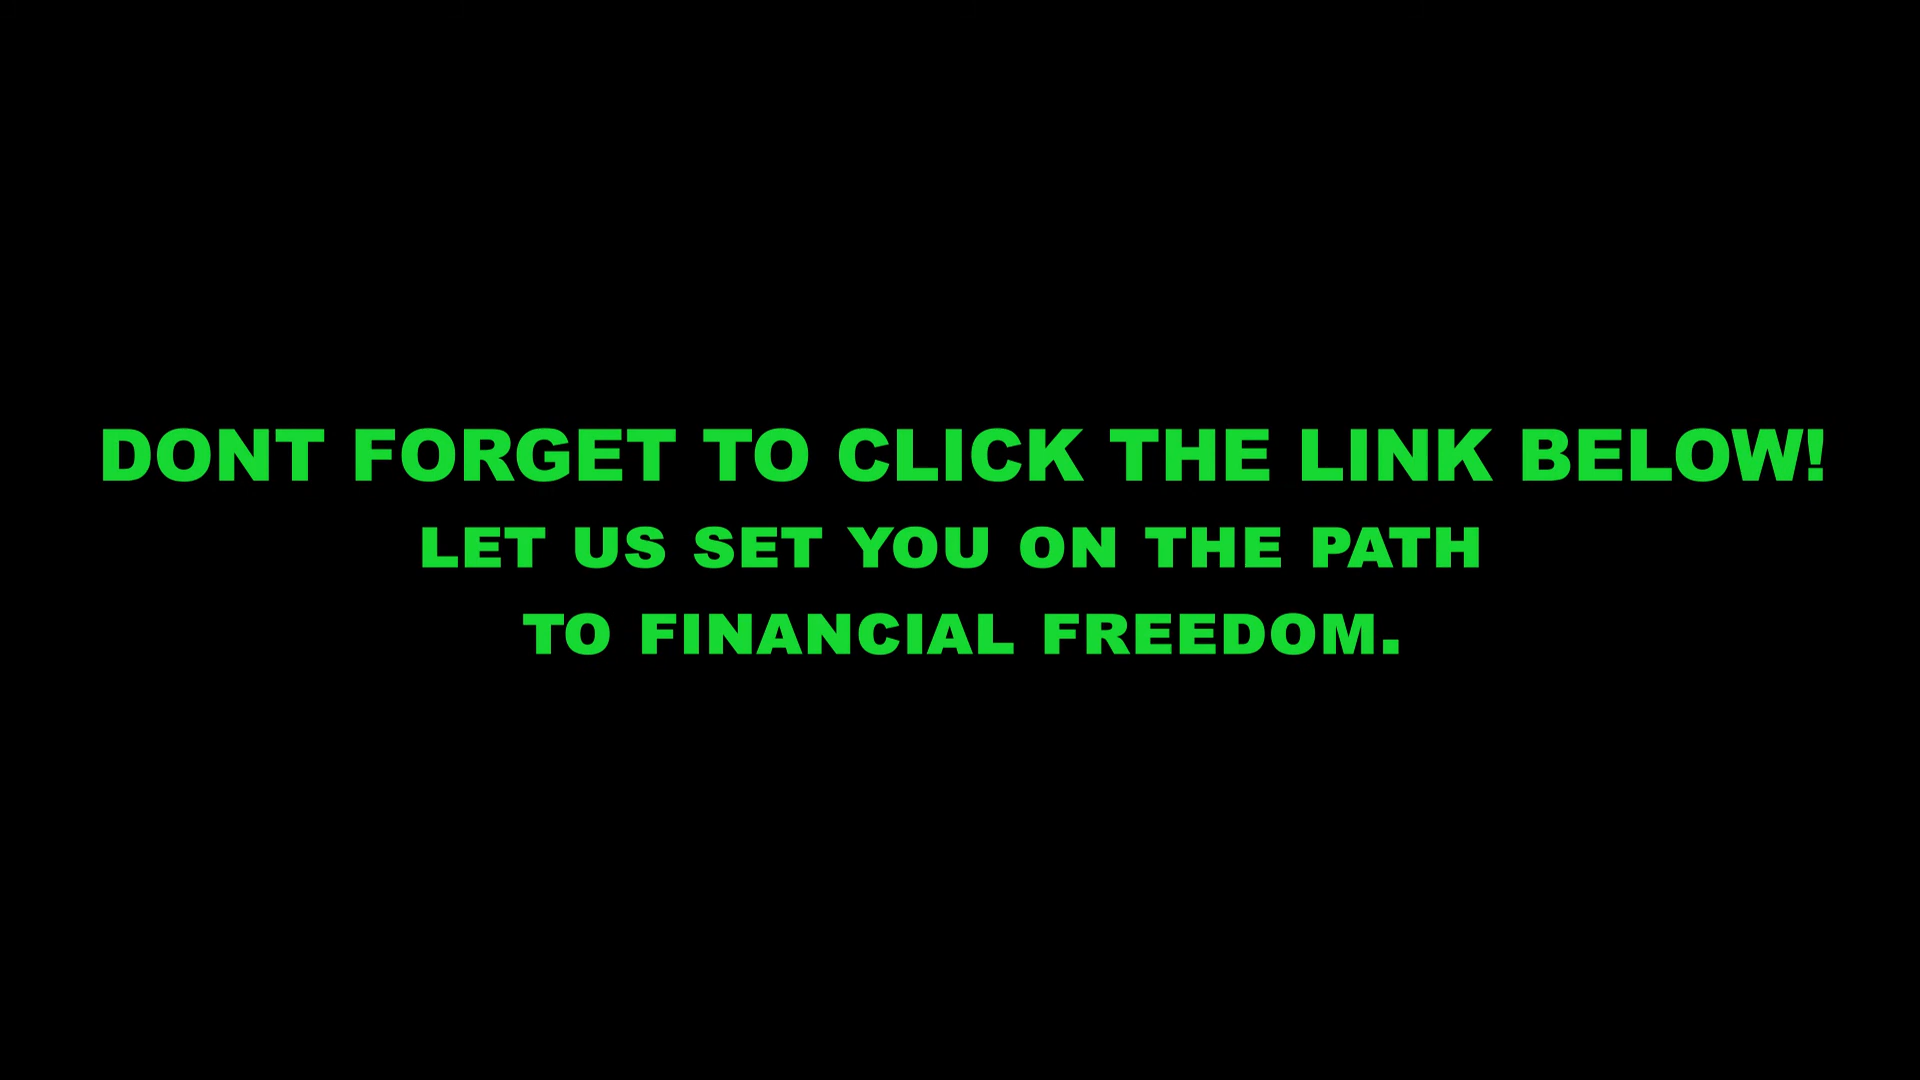 DONT FORGET TO CLICK THE LINK BELOW!
LET US SET YOU ON THE PATH
TO FINANCIAL FREEDOM.